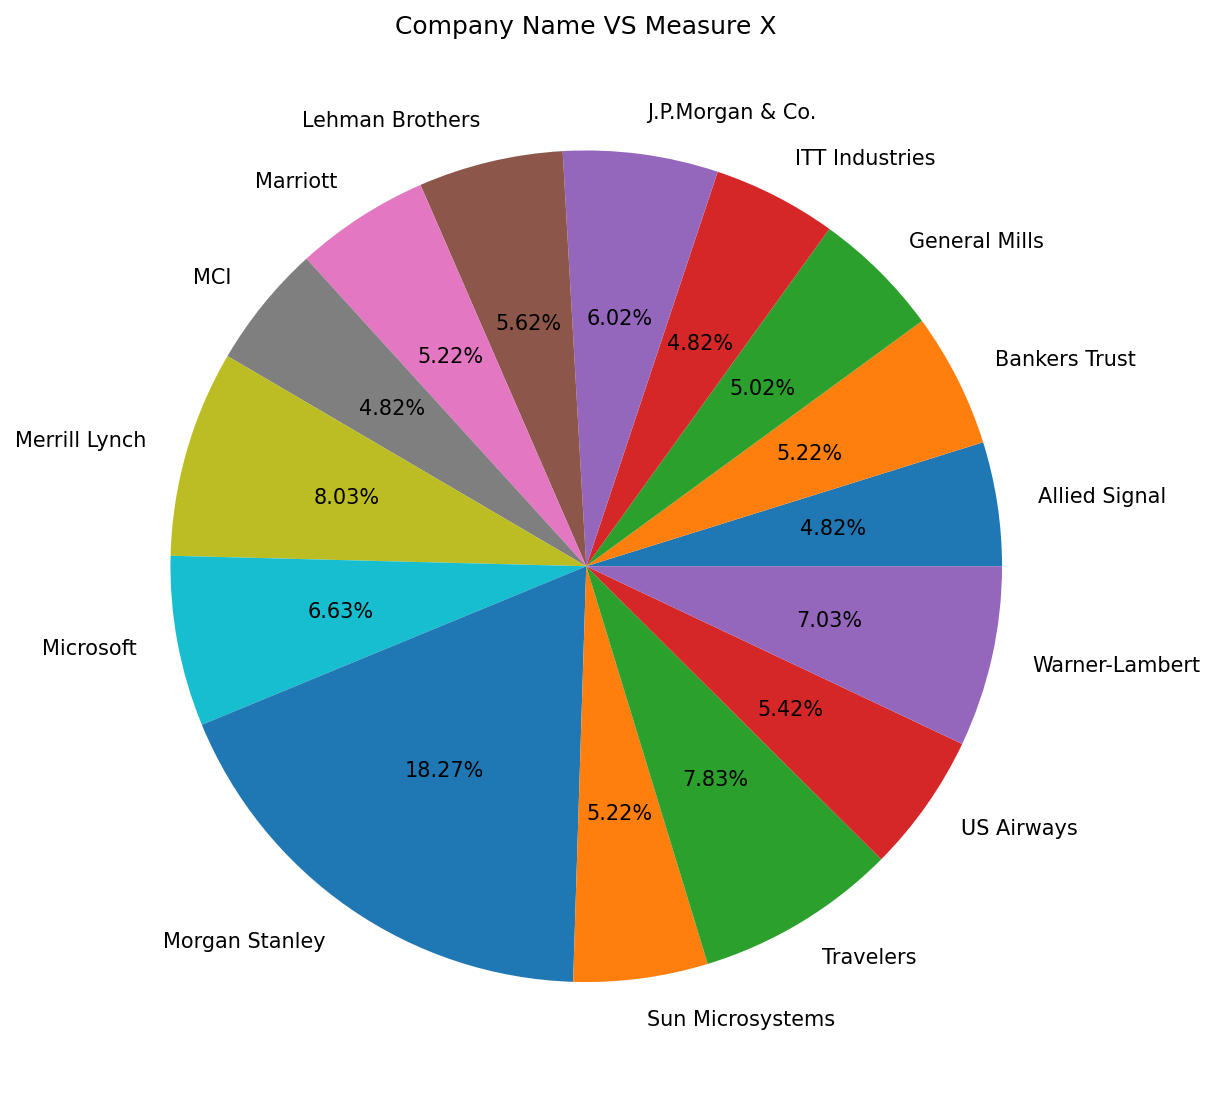 Company Name VS Measure X
J.P.Morgan & Co.
Lehman Brothers
ITT Industries
Marriott
General Mills
MCI
Bankers Trust
Merrill Lynch
Allied Signal
Microsoft
Warner-Lambert
US Airways
Morgan Stanley
Travelers
Sun Microsystems
6.02%
5.62%
4.82%
5.22%
5.02%
4.82%
5.22%
8.03%
4.82%
6.63%
7.03%
5.42%
18.27%
7.83%
5.22%